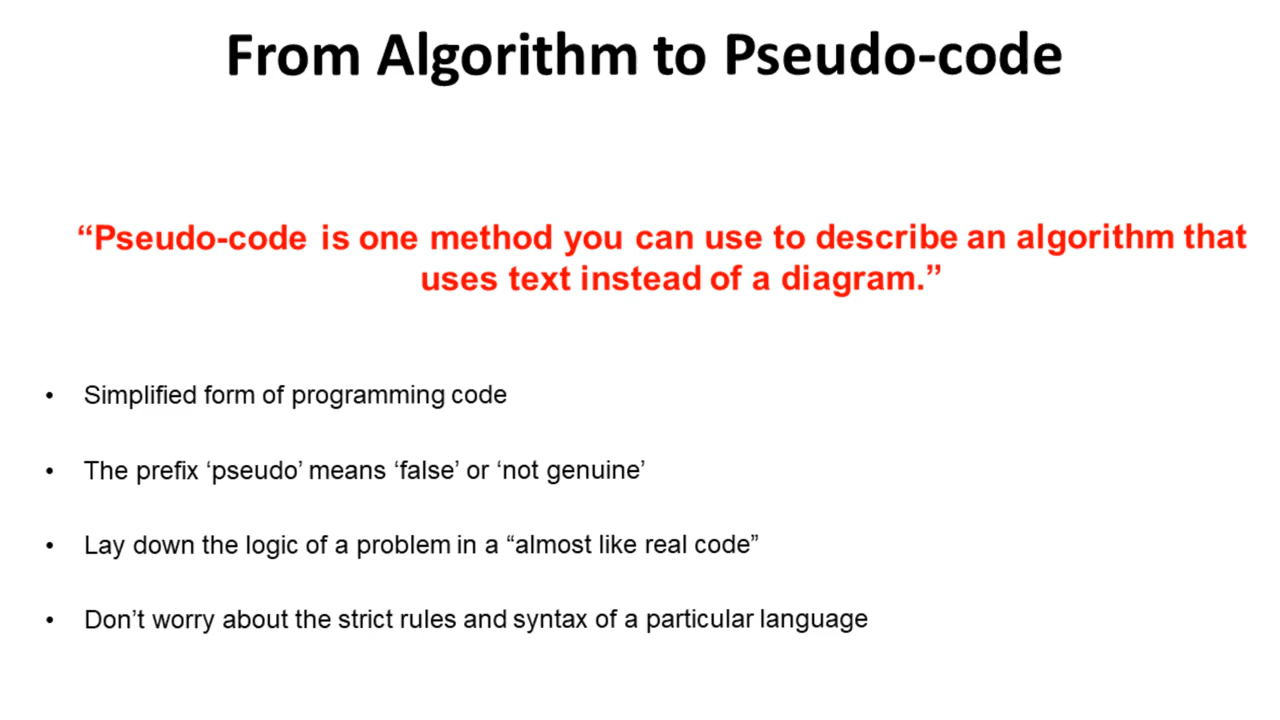 From Algorithm to Pseudo-code
“Pseudo-code is one method you can use to describe an algorithm that
uses text instead of a diagram.”
• Simplified form of programming code
• The prefix ‘pseudo’ means ‘false’ or ‘not genuine’
• Lay down the logic of a problem in a “almost like real code”
• Don’t worry about the strict rules and syntax of a particular language